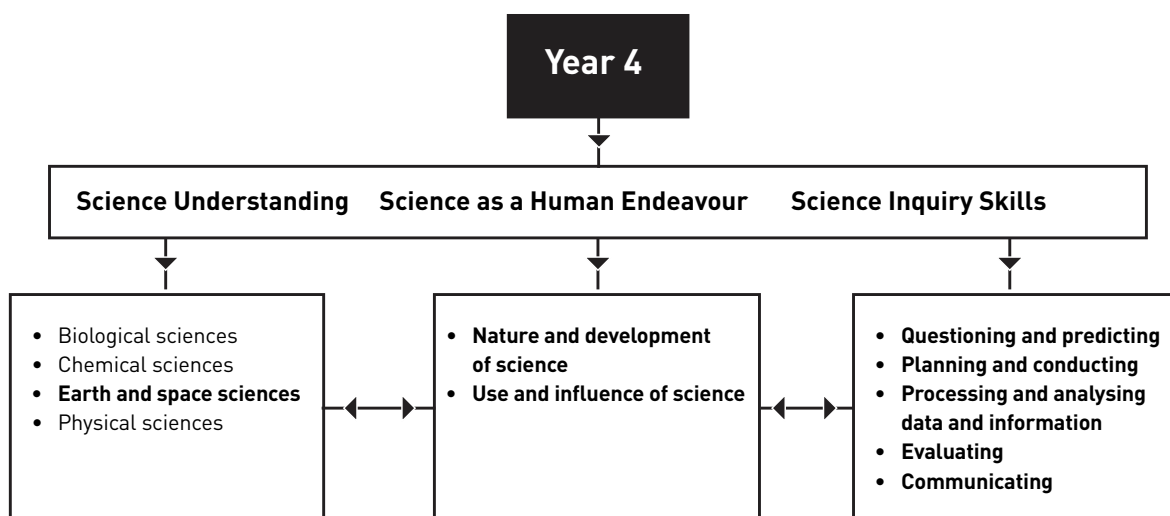 Year 4
Science Understanding Science as a Human Endeavour Science Inquiry Skills
• Biological sciences
• Chemical sciences
• Earth and space sciences
• Physical sciences
• Nature and development
of science
• Use and influence of science
• Questioning and predicting
• Planning and conducting
• Processing and analysing
data and information
• Evaluating
• Communicating